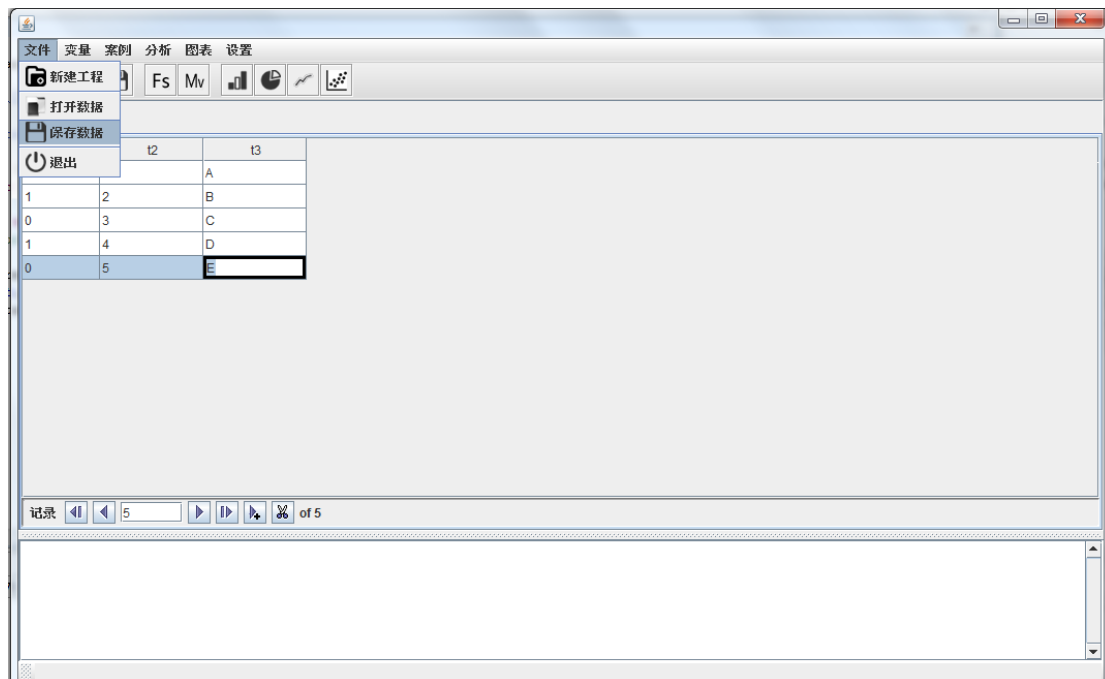 文件 变量 案例 分析 图表 设置
新建工程
Fs Mv
打开数据
保存数据
退出
t2 t3
A
1 2 B
0 3 C
1 4 D
0 5 E
记录 5 of 5